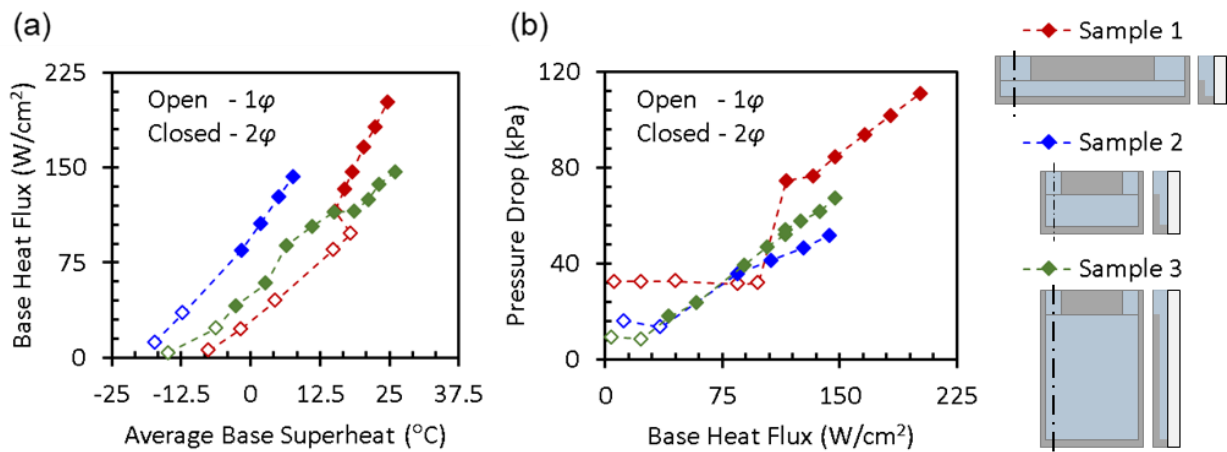 (a)
225
150
75
0
Base Heat Flux (W/cm²)
Open - 1φ
Closed - 2φ
-25
-12.5
0
12.5
25
37.5
Average Base Superheat (°C)
(b)
120
80
40
0
Pressure Drop (kPa)
Open - 1φ
Closed - 2φ
0
75
150
225
Base Heat Flux (W/cm²)
Sample 1
Sample 2
Sample 3